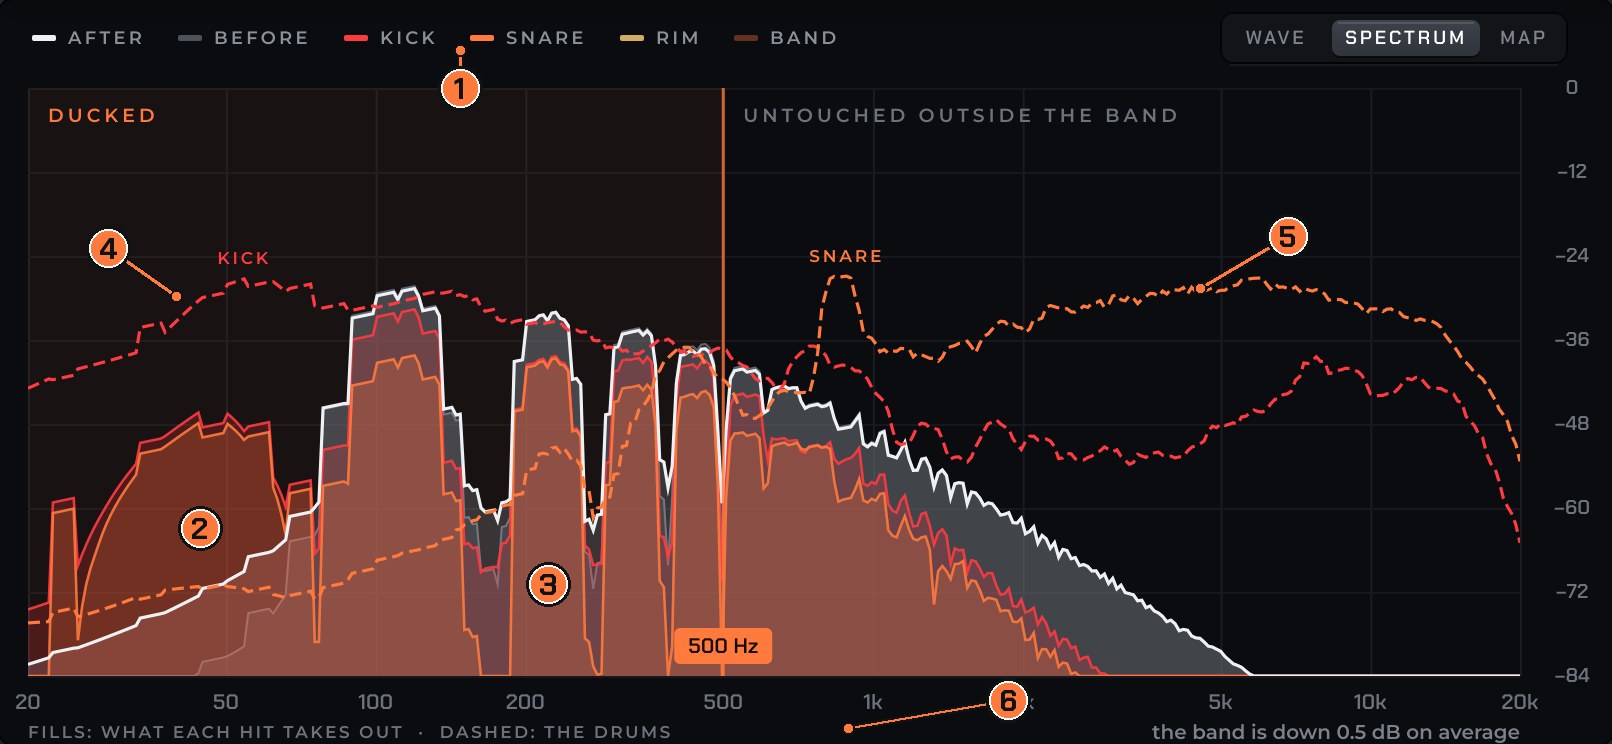 AFTER BEFORE KICK SNARE RIM BAND
WAVE SPECTRUM MAP
1
DUCKED
UNTOUCHED OUTSIDE THE BAND
0
-12
-24
-36
-48
-60
-72
-84
4
KICK
SNARE
5
2
3
500 Hz
20 50 100 200 500 1k 5k 10k 20k
6
FILLS: WHAT EACH HIT TAKES OUT · DASHED: THE DRUMS
the band is down 0.5 dB on average